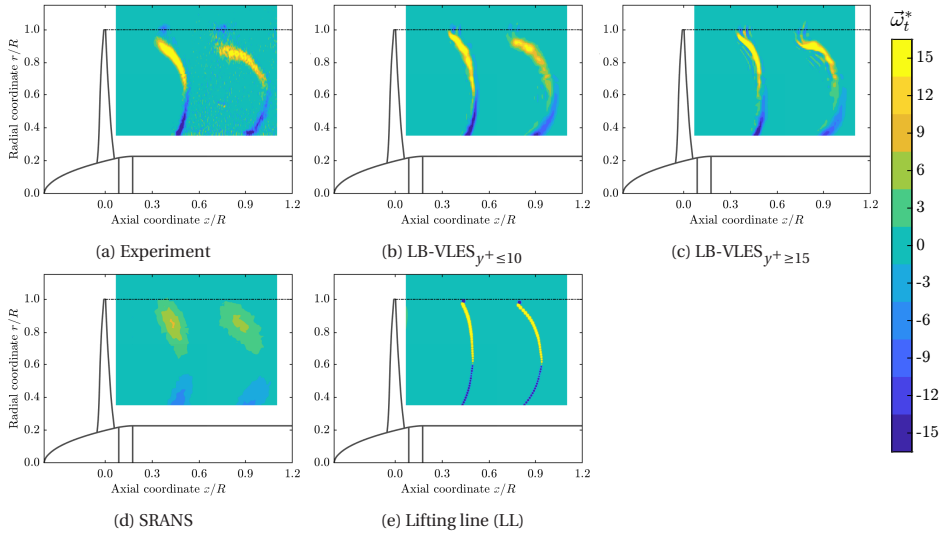 1.0
0.8
0.6
0.4
0.2
0.0
Radial coordinate r/R
0.0 0.3 0.6 0.9 1.2
Axial coordinate z/R
(a) Experiment
1.0
0.8
0.6
0.4
0.2
0.0
0.0 0.3 0.6 0.9 1.2
Axial coordinate z/R
(b) LB-VLES y+≤10
1.0
0.8
0.6
0.4
0.2
0.0
0.0 0.3 0.6 0.9 1.2
Axial coordinate z/R
(c) LB-VLES y+≥15
1.0
0.8
0.6
0.4
0.2
0.0
Radial coordinate r/R
0.0 0.3 0.6 0.9 1.2
Axial coordinate z/R
(d) SRANS
1.0
0.8
0.6
0.4
0.2
0.0
0.0 0.3 0.6 0.9 1.2
Axial coordinate z/R
(e) Lifting line (LL)
ω⃗t*
15
12
9
6
3
0
-3
-6
-9
-12
-15